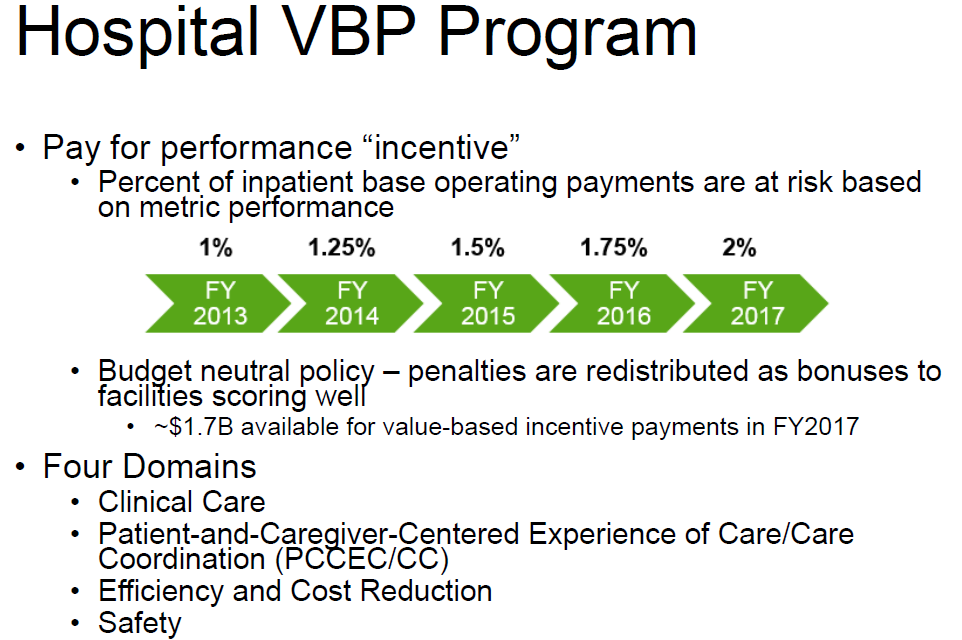 Hospital VBP Program
• Pay for performance “incentive”
• Percent of inpatient base operating payments are at risk based
on metric performance
1% 1.25% 1.5% 1.75% 2%
FY FY FY FY FY
2013 2014 2015 2016 2017
• Budget neutral policy – penalties are redistributed as bonuses to
facilities scoring well
• ~$1.7B available for value-based incentive payments in FY2017
• Four Domains
• Clinical Care
• Patient-and-Caregiver-Centered Experience of Care/Care
Coordination (PCCEC/CC)
• Efficiency and Cost Reduction
• Safety